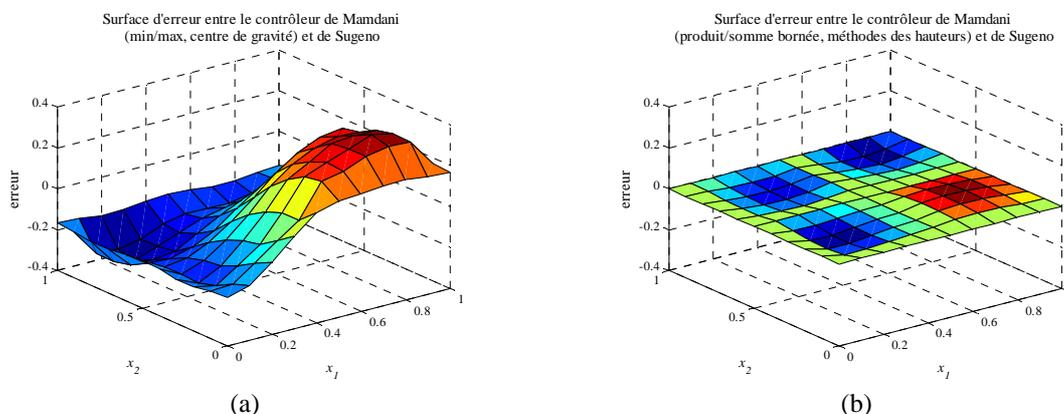 Surface d'erreur entre le contrôleur de Mamdani
(min/max, centre de gravité) et de Sugeno
0.4
0.2
0
-0.2
-0.4
erreur
1
0.5
0
x2
0
0.2
0.4
0.6
0.8
1
x1
(a)
Surface d'erreur entre le contrôleur de Mamdani
(produit/somme bornée, méthodes des hauteurs) et de Sugeno
0.4
0.2
0
-0.2
-0.4
erreur
1
0.5
0
x2
0
0.2
0.4
0.6
0.8
1
x1
(b)